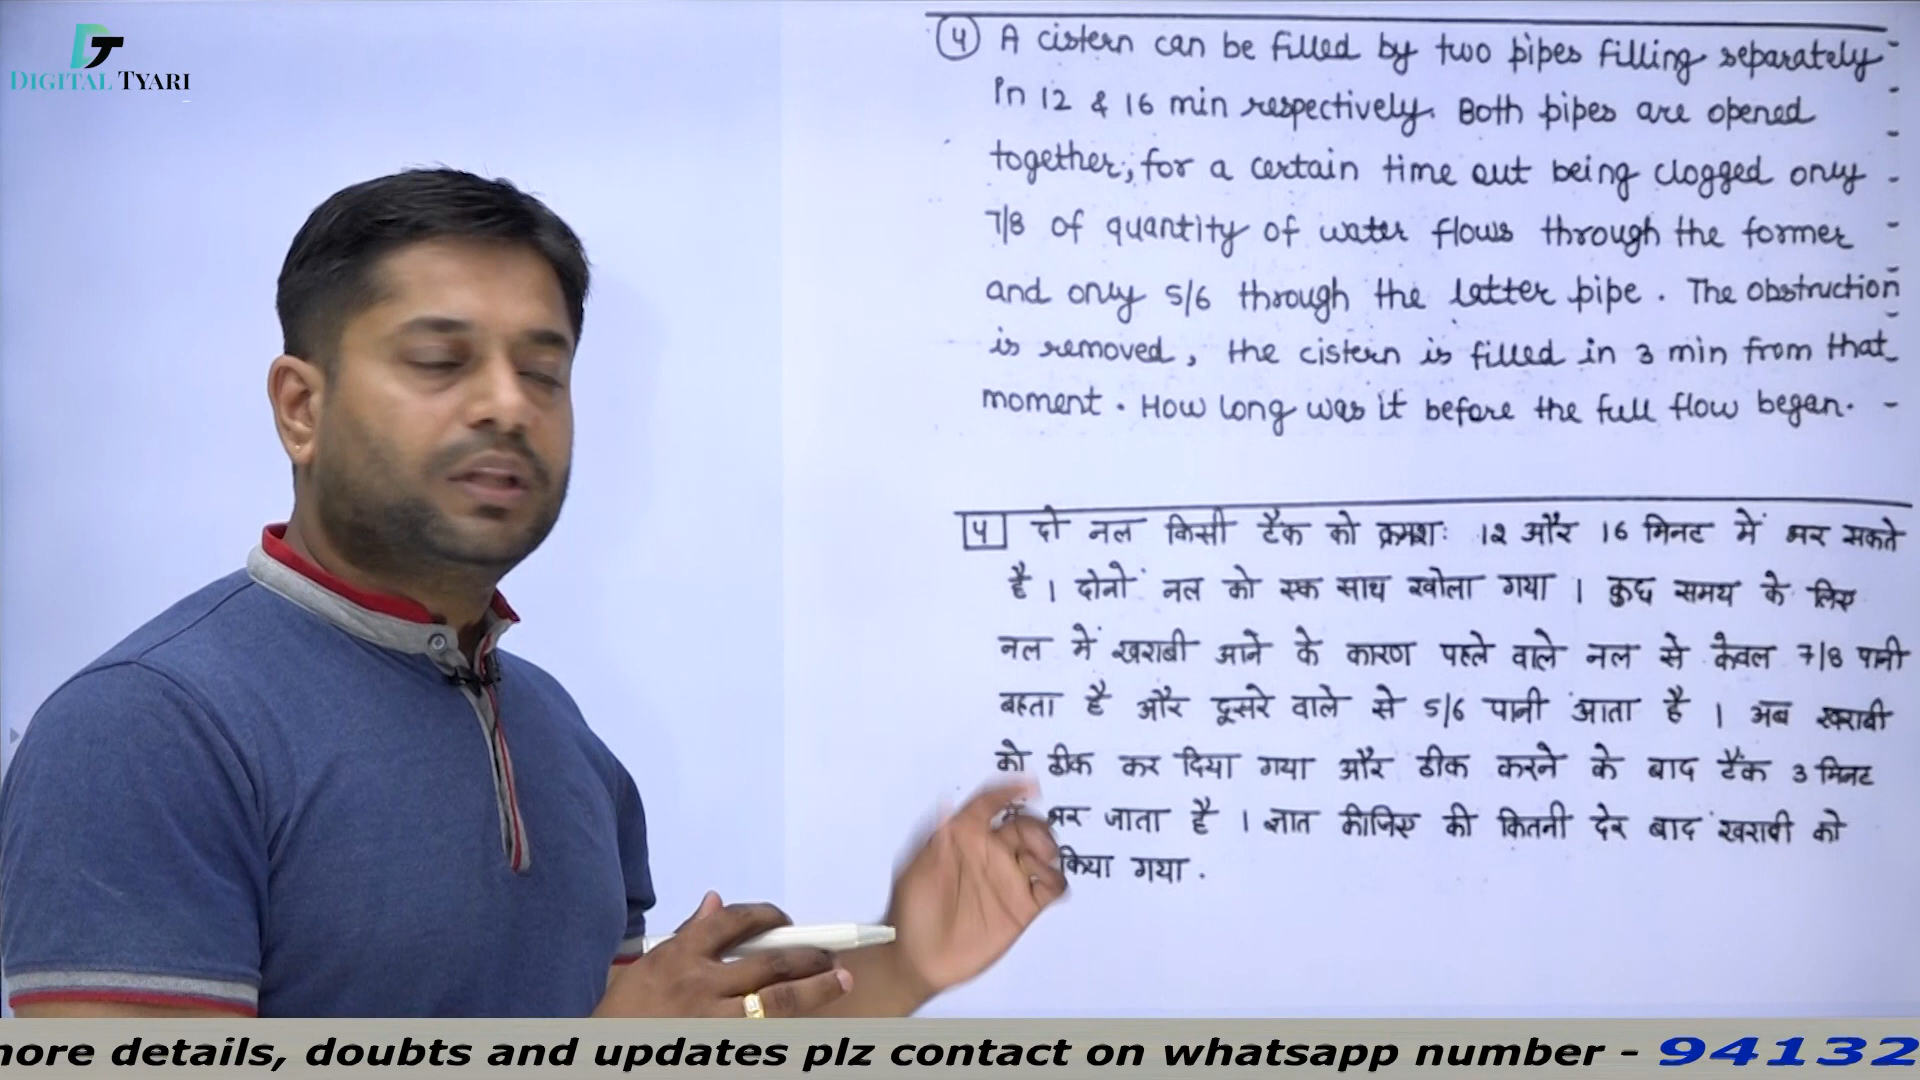 DT
DIGITAL TYARI
4 A cistern can be filled by two pipes filling separately
in 12 & 16 min respectively. Both pipes are opened
together, for a certain time out being clogged only
7/8 of quantity of water flows through the former
and only 5/6 through the latter pipe. The obstruction
is removed, the cistern is filled in 3 min from that
moment. How long was it before the full flow began.
4 दो नल किसी टैंक को क्रमशः 12 और 16 मिनट में भर सकते
है । दोनों नल को एक साथ खोला गया । कुछ समय के लिए
नल में खराबी आने के कारण पहले वाले नल से केवल 7/8 पानी
बहता है और दूसरे वाले से 5/6 पानी आता है । अब खराबी
को ठीक कर दिया गया और ठीक करने के बाद टैंक 3 मिनट
भर जाता है । ज्ञात कीजिए की कितनी देर बाद खराबी को
किया गया .
more details, doubts and updates plz contact on whatsapp number - 94132